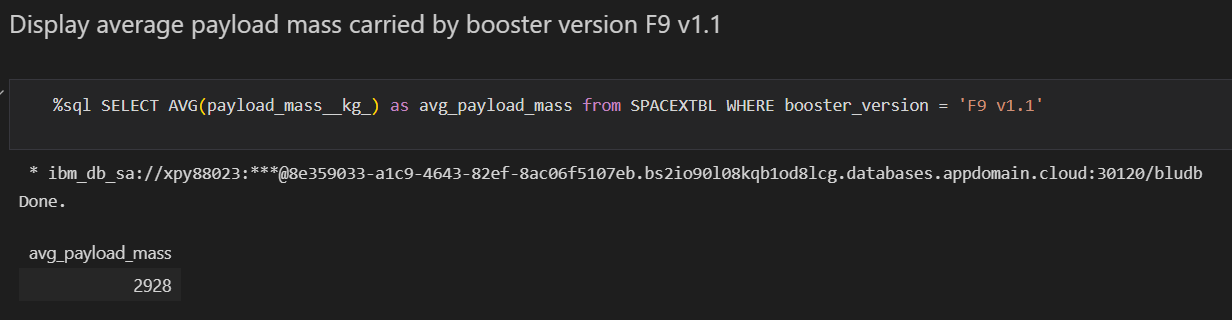 Display average payload mass carried by booster version F9 v1.1
%sql SELECT AVG(payload_mass__kg_) as avg_payload_mass from SPACEXTBL WHERE booster_version = 'F9 v1.1'
* ibm_db_sa://xpy88023:***@8e359033-a1c9-4643-82ef-8ac06f5107eb.bs2io90l08kqb1od8lcg.databases.appdomain.cloud:30120/bludb
Done.
avg_payload_mass
2928